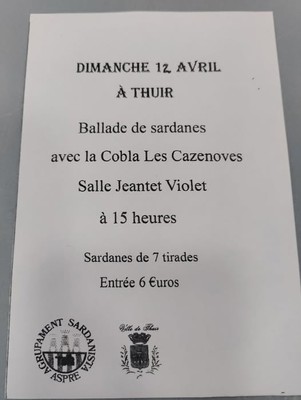 DIMANCHE 12 AVRIL
À THUIR
Ballade de sardanes
avec la Cobla Les Cazenoves
Salle Jeantet Violet
à 15 heures
Sardanes de 7 tirades
Entrée 6 €uros
AGRUPAMENT SARDANISTA
ASPRE
Ville de Thuir